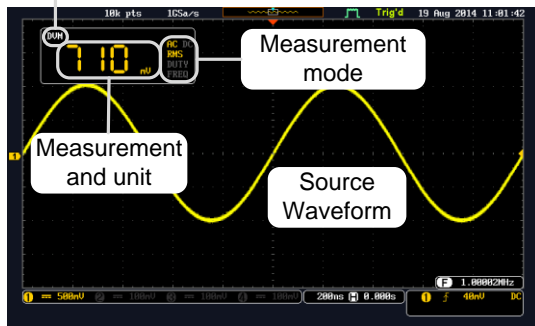 10k pts 1GSa/s Trig'd 19 Aug 2014 11:01:42
DVM
710 mV
AC DC
RMS
DUTY
FREQ
Measurement
mode
Measurement
and unit
Source
Waveform
1
F 1.00002MHz
1 500mV 2 100mV 3 100mV 4 100mV 200ns H 0.000s 1 40mV DC